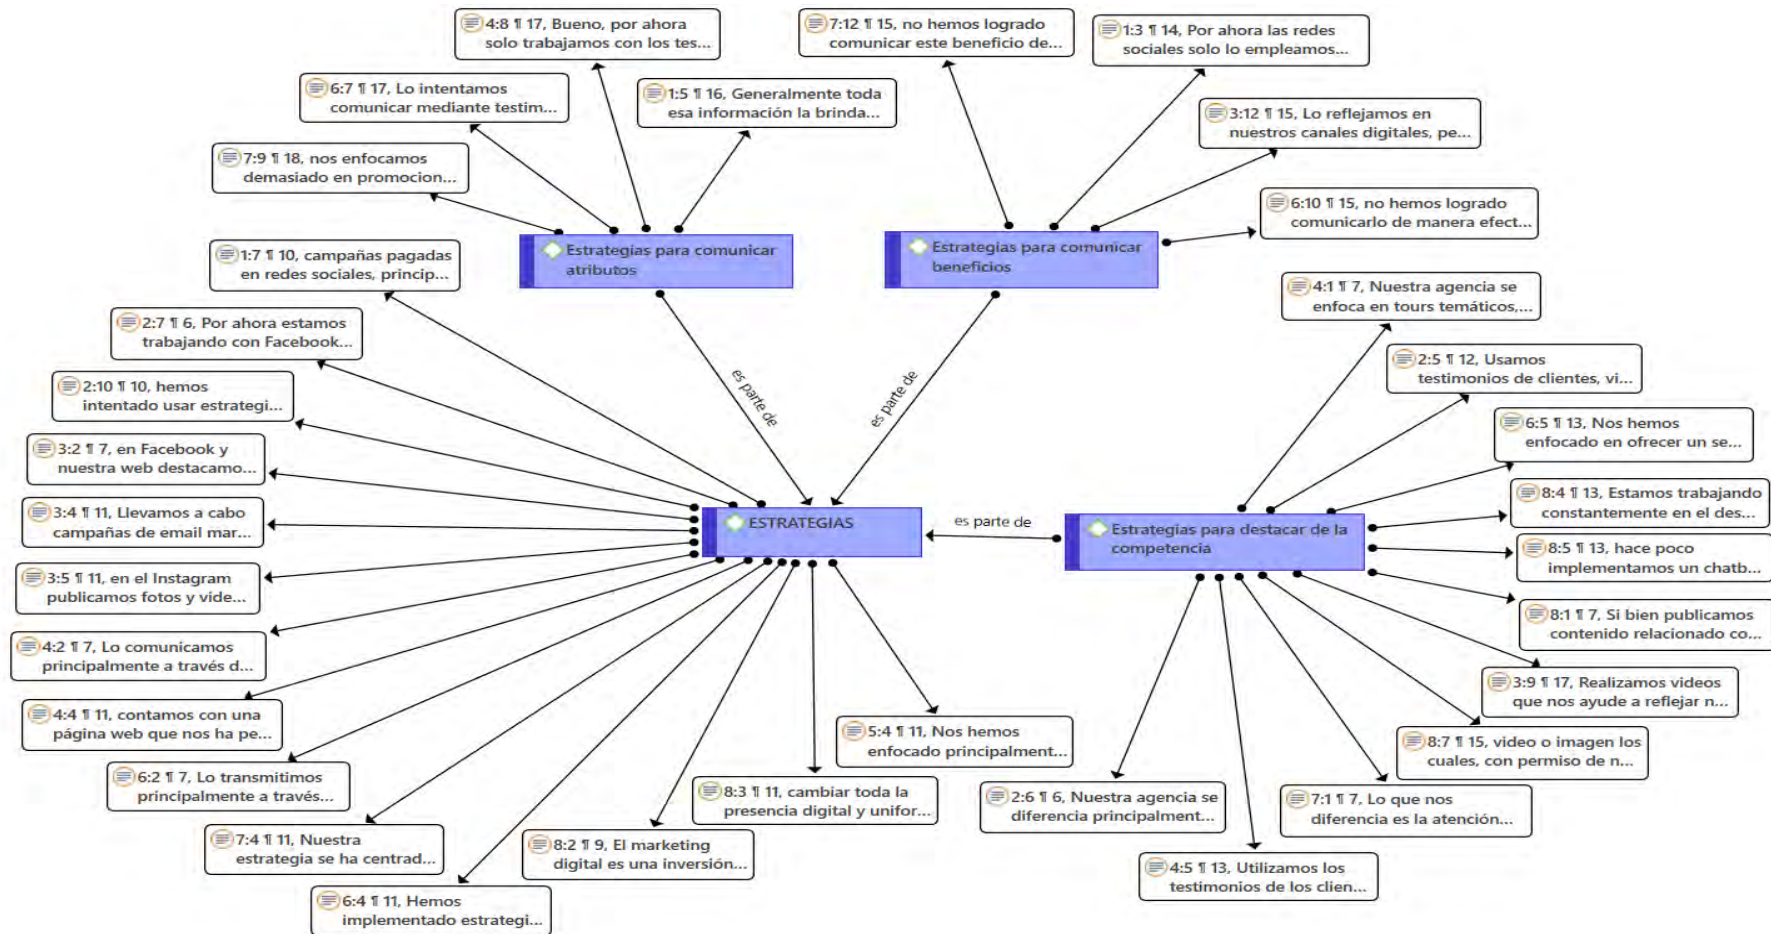 4:8 ¶ 17, Bueno, por ahora
solo trabajamos con los tes...
7:12 ¶ 15, no hemos logrado
comunicar este beneficio de...
1:3 ¶ 14, Por ahora las redes
sociales solo lo empleamos...
6:7 ¶ 17, Lo intentamos
comunicar mediante testim...
1:5 ¶ 16, Generalmente toda
esa información la brinda...
3:12 ¶ 15, Lo reflejamos en
nuestros canales digitales, pe...
7:9 ¶ 18, nos enfocamos
demasiado en promocion...
6:10 ¶ 15, no hemos logrado
comunicarlo de manera efect...
Estrategias para comunicar
atributos
Estrategias para comunicar
beneficios
1:7 ¶ 10, campañas pagadas
en redes sociales, princip...
4:1 ¶ 7, Nuestra agencia se
enfoca en tours temáticos,...
2:7 ¶ 6, Por ahora estamos
trabajando con Facebook...
2:5 ¶ 12, Usamos
testimonios de clientes, vi...
es parte de
es parte de
2:10 ¶ 10, hemos
intentado usar estrategi...
6:5 ¶ 13, Nos hemos
enfocado en ofrecer un se...
3:2 ¶ 7, en Facebook y
nuestra web destacamo...
8:4 ¶ 13, Estamos trabajando
constantemente en el des...
3:4 ¶ 11, Llevamos a cabo
campañas de email mar...
ESTRATEGIAS
es parte de
Estrategias para destacar de la
competencia
8:5 ¶ 13, hace poco
implementamos un chatb...
3:5 ¶ 11, en el Instagram
publicamos fotos y vide...
8:1 ¶ 7, Si bien publicamos
contenido relacionado co...
4:2 ¶ 7, Lo comunicamos
principalmente a través d...
3:9 ¶ 17, Realizamos videos
que nos ayude a reflejar n...
4:4 ¶ 11, contamos con una
página web que nos ha pe...
5:4 ¶ 11, Nos hemos
enfocado principalment...
8:7 ¶ 15, video o imagen los
cuales, con permiso de n...
6:2 ¶ 7, Lo transmitimos
principalmente a través...
8:3 ¶ 11, cambiar toda la
presencia digital y unifor...
2:6 ¶ 6, Nuestra agencia se
diferencia principalment...
7:1 ¶ 7, Lo que nos
diferencia es la atención...
7:4 ¶ 11, Nuestra
estrategia se ha centrad...
8:2 ¶ 9, El marketing
digital es una inversión...
4:5 ¶ 13, Utilizamos los
testimonios de los clien...
6:4 ¶ 11, Hemos
implementado estrategi...